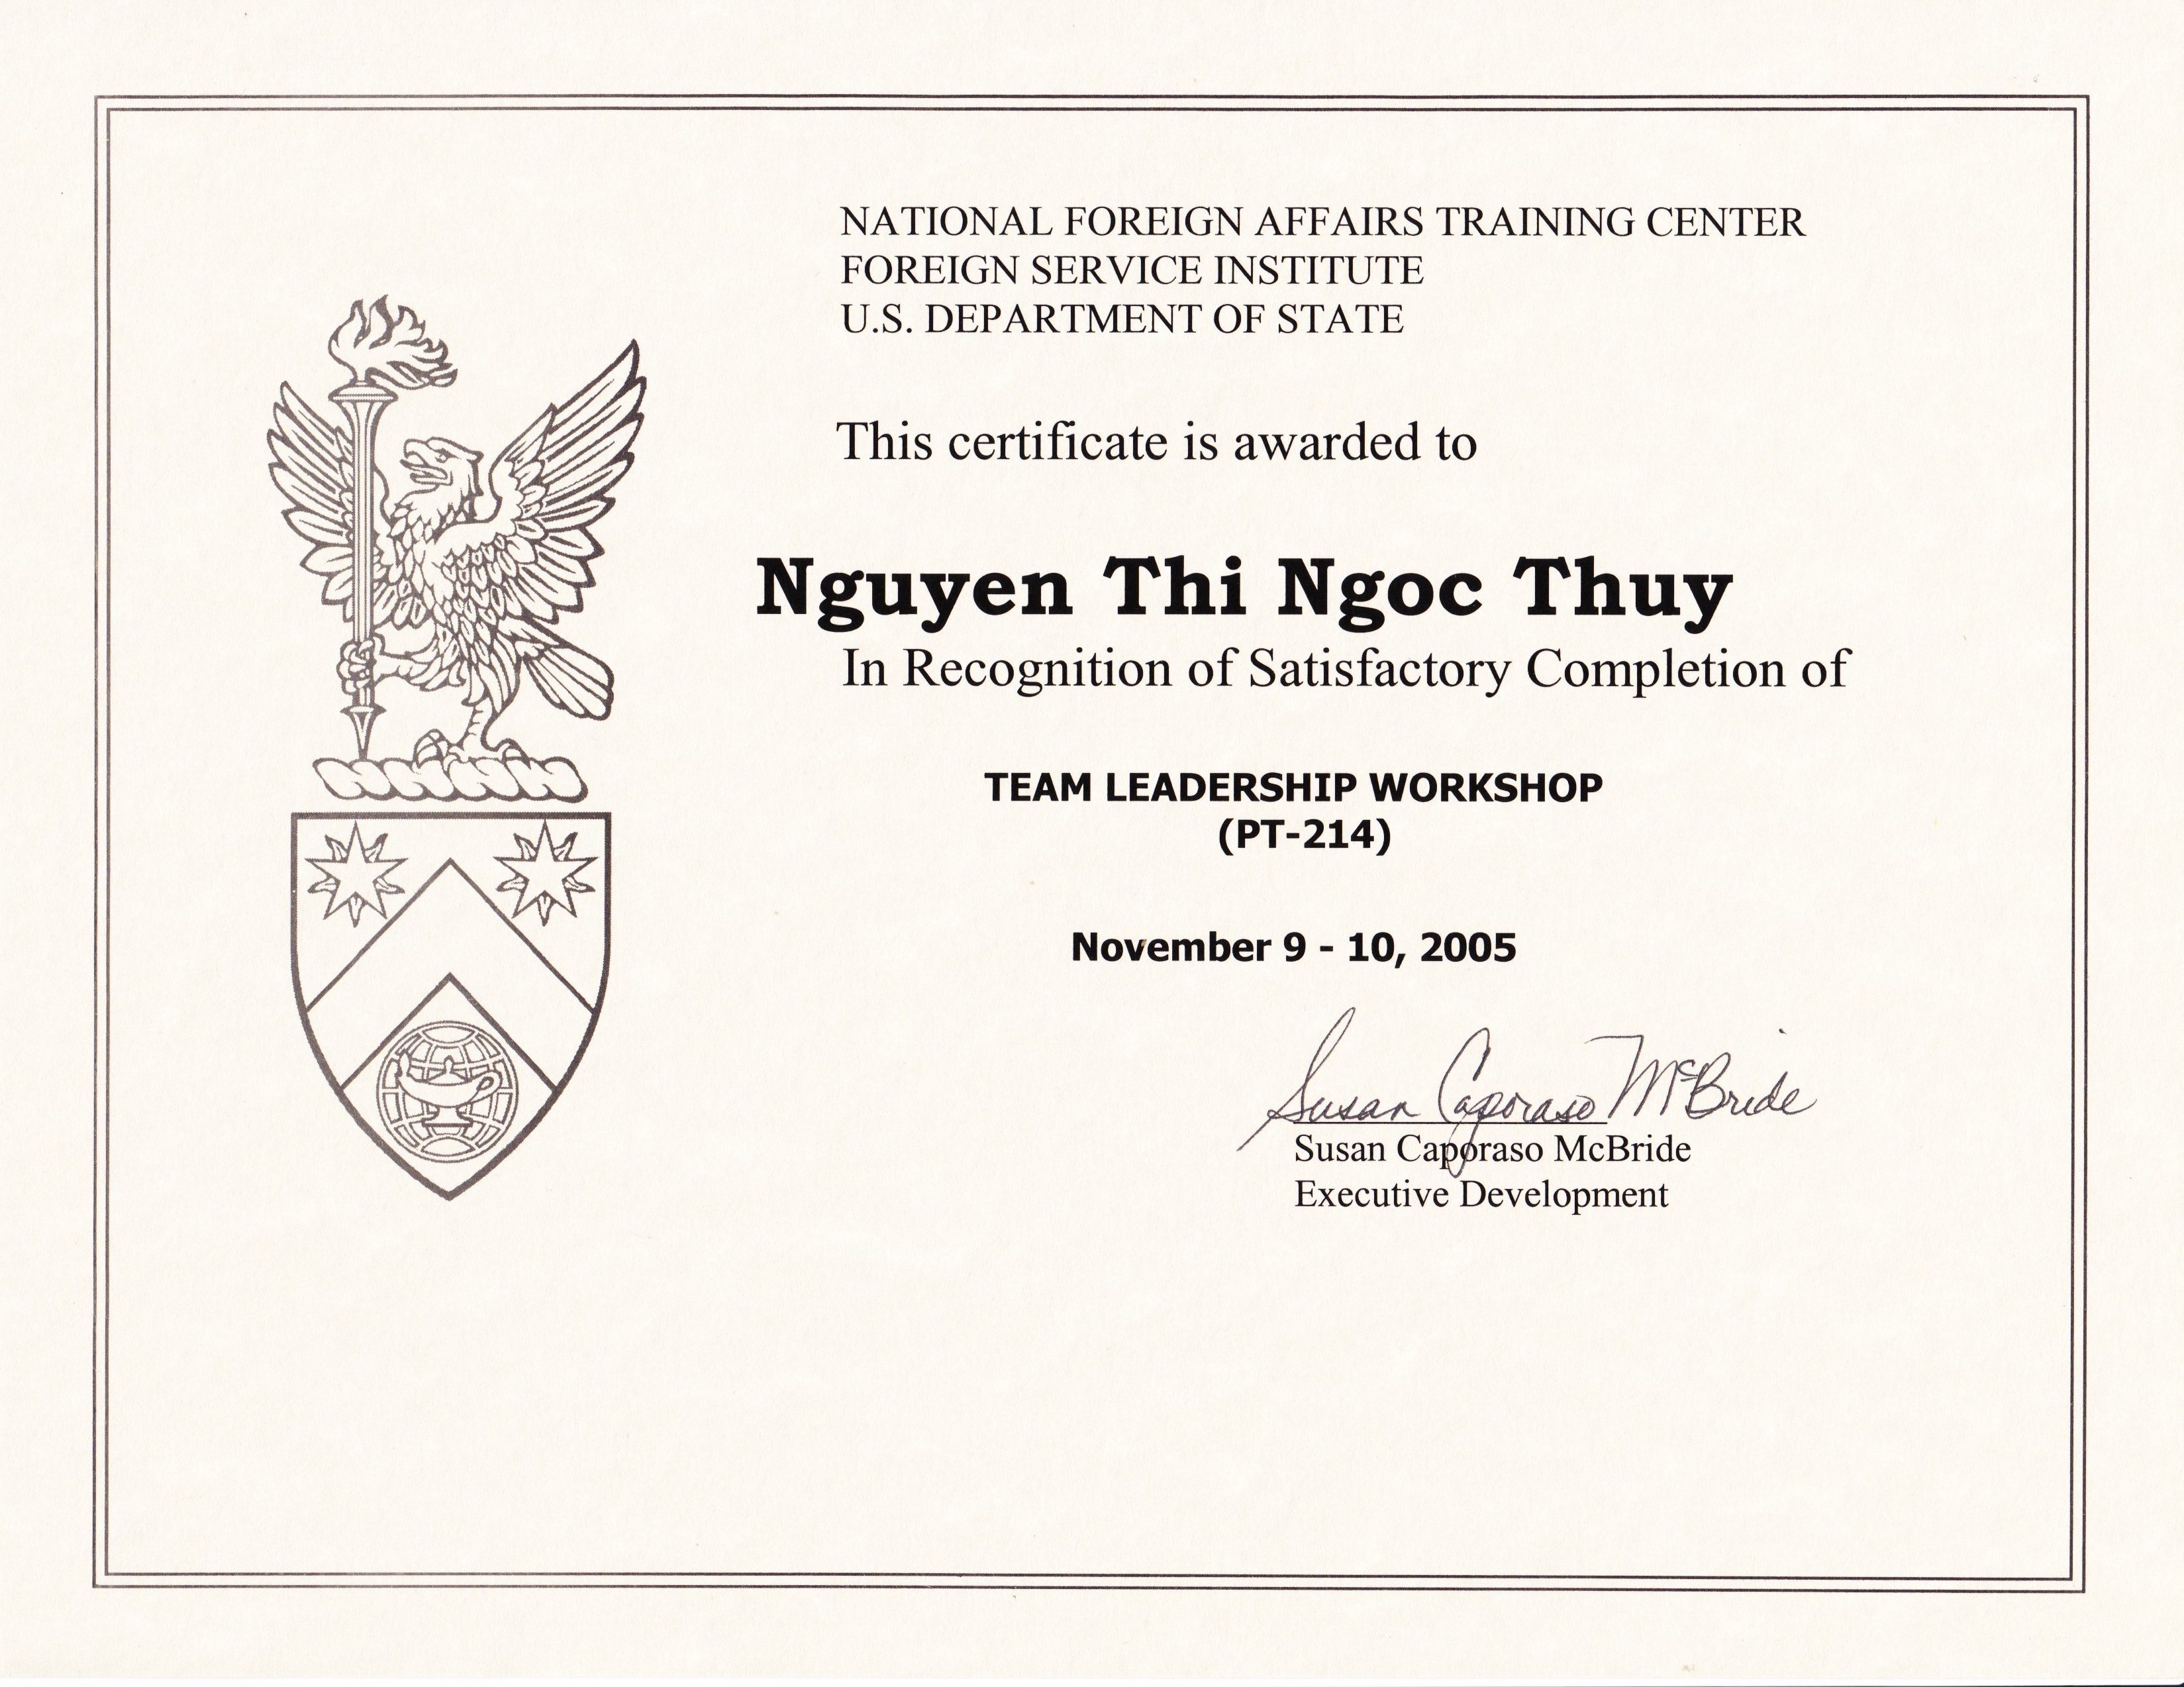 NATIONAL FOREIGN AFFAIRS TRAINING CENTER
FOREIGN SERVICE INSTITUTE
U.S. DEPARTMENT OF STATE
This certificate is awarded to
Nguyen Thi Ngoc Thuy
In Recognition of Satisfactory Completion of
TEAM LEADERSHIP WORKSHOP
(PT-214)
November 9 - 10, 2005
Susan Caporaso McBride
Susan Caporaso McBride
Executive Development